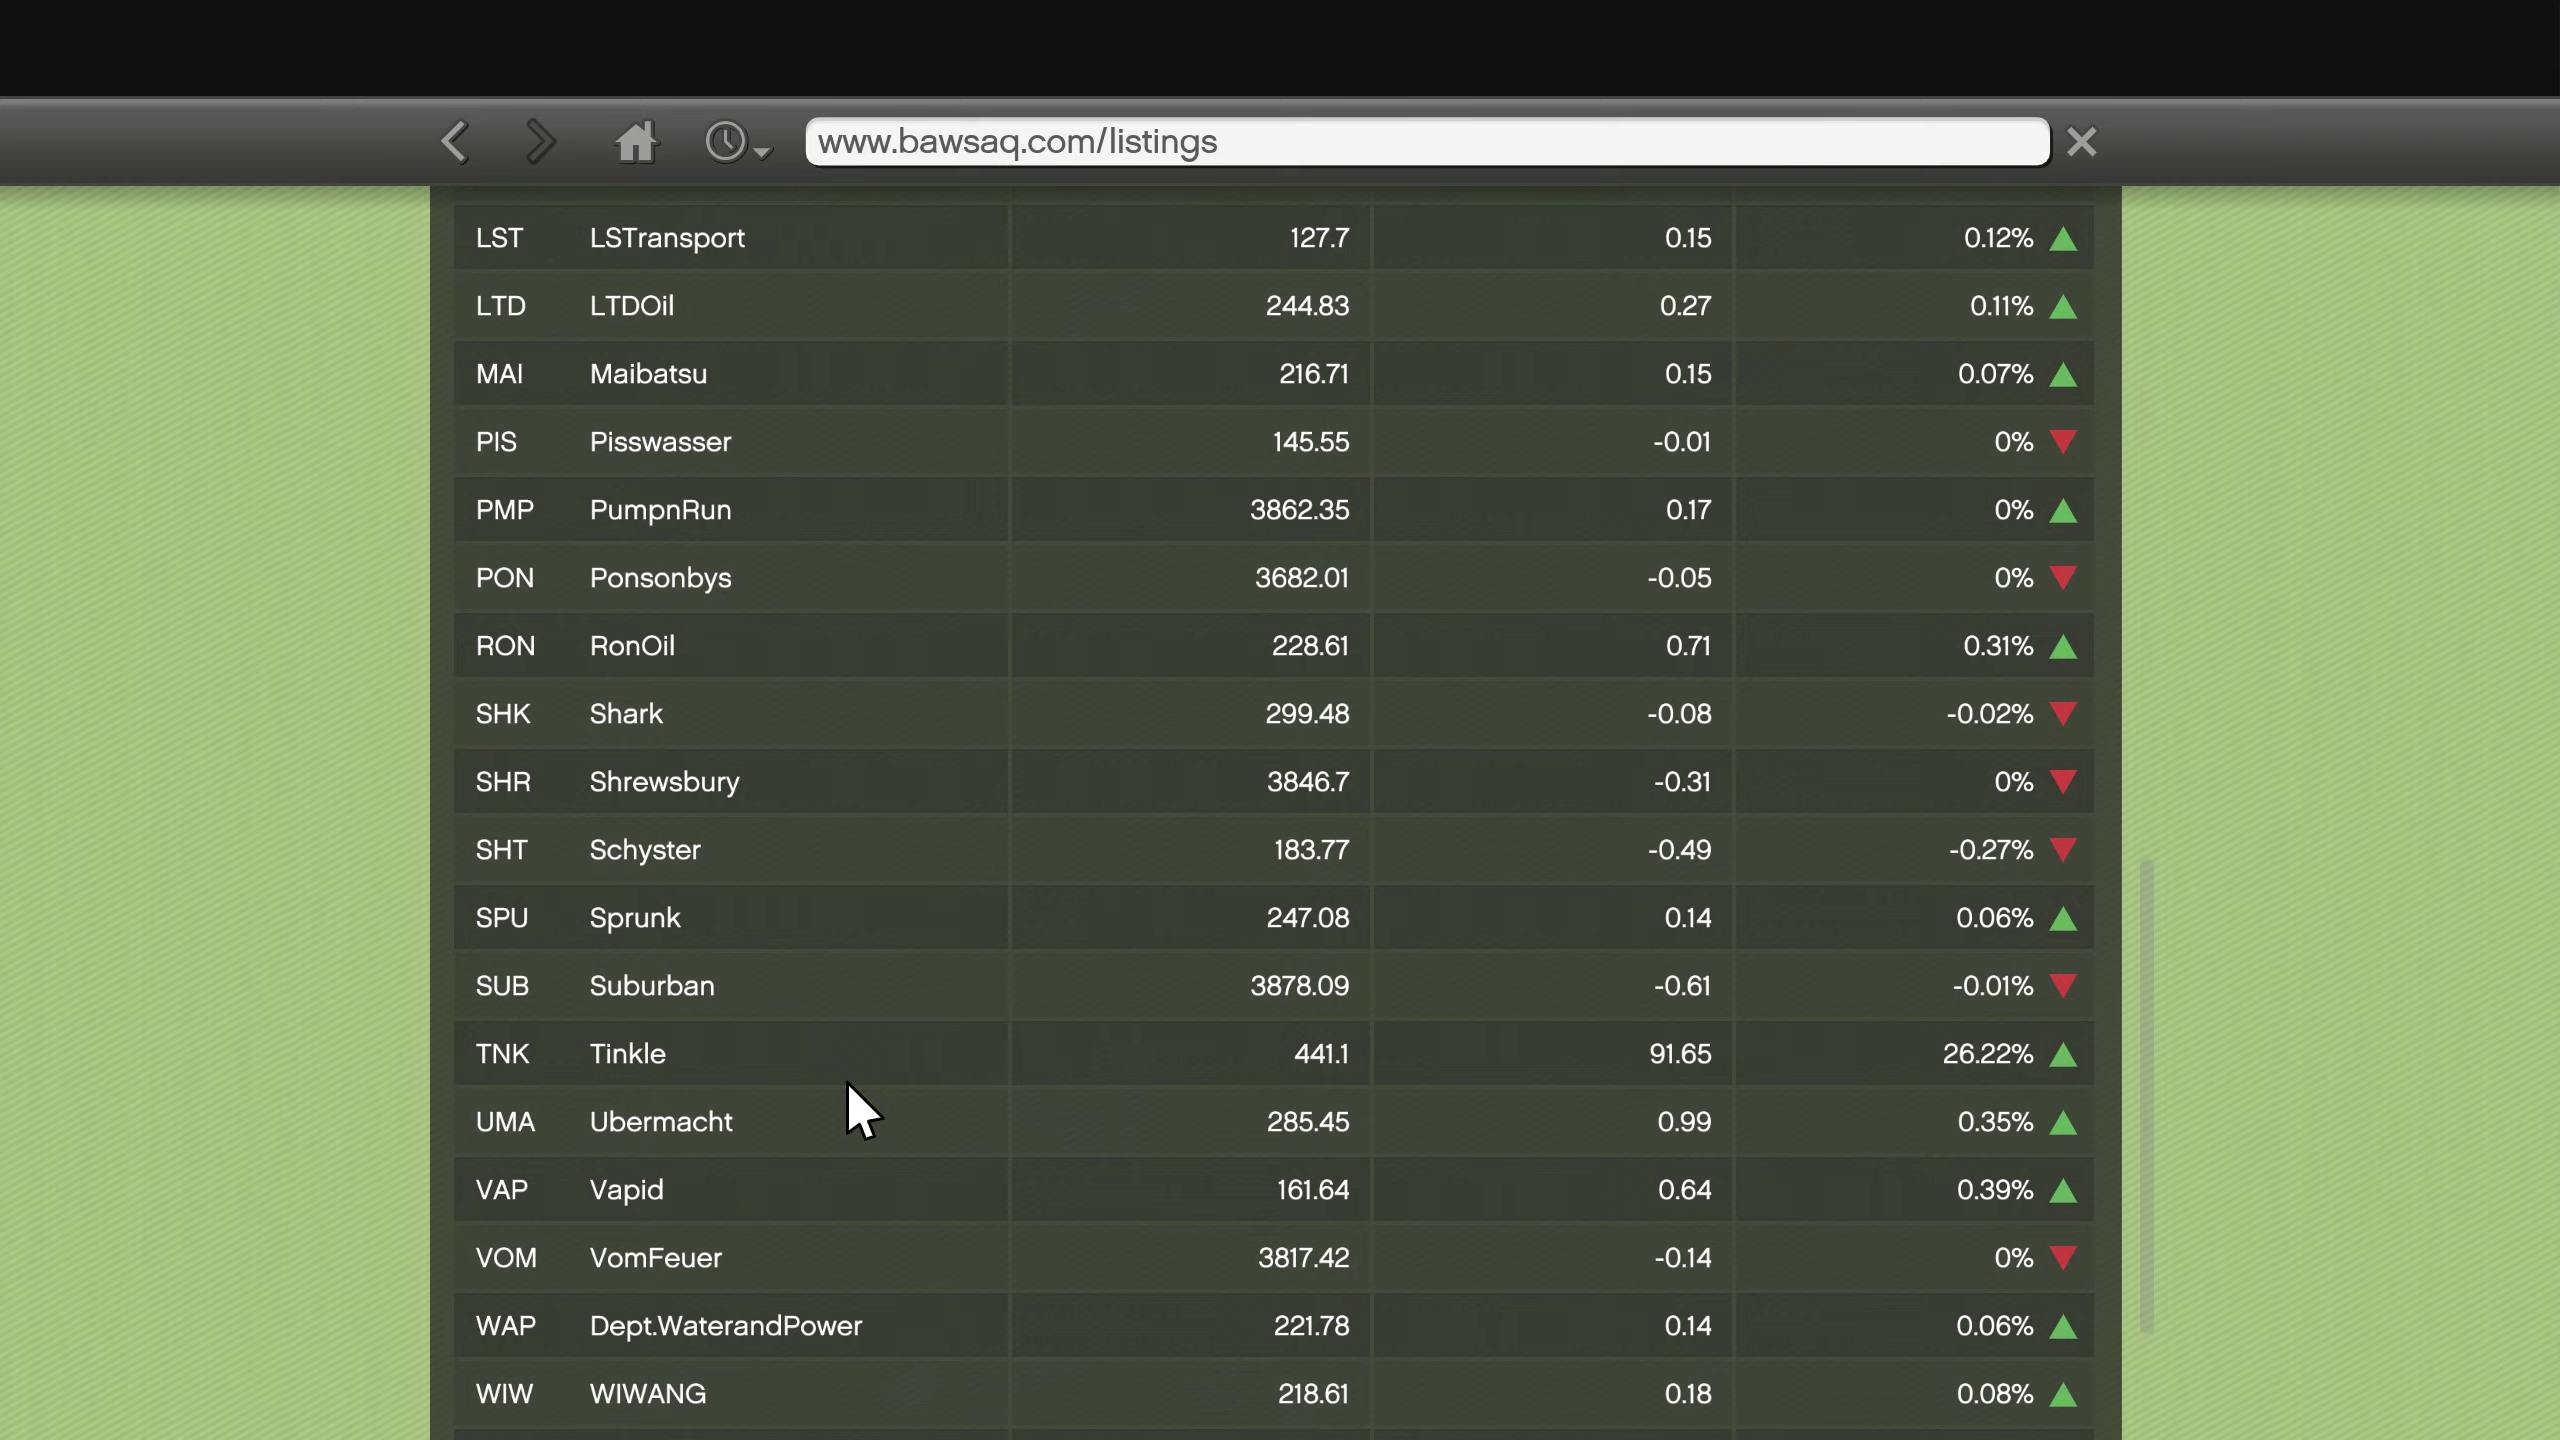 www.bawsaq.com/listings
LST LSTransport 127.7 0.15 0.12%
LTD LTDOil 244.83 0.27 0.11%
MAI Maibatsu 216.71 0.15 0.07%
PIS Pisswasser 145.55 -0.01 0%
PMP PumpnRun 3862.35 0.17 0%
PON Ponsonbys 3682.01 -0.05 0%
RON RonOil 228.61 0.71 0.31%
SHK Shark 299.48 -0.08 -0.02%
SHR Shrewsbury 3846.7 -0.31 0%
SHT Schyster 183.77 -0.49 -0.27%
SPU Sprunk 247.08 0.14 0.06%
SUB Suburban 3878.09 -0.61 -0.01%
TNK Tinkle 441.1 91.65 26.22%
UMA Ubermacht 285.45 0.99 0.35%
VAP Vapid 161.64 0.64 0.39%
VOM VomFeuer 3817.42 -0.14 0%
WAP Dept.WaterandPower 221.78 0.14 0.06%
WIW WIWANG 218.61 0.18 0.08%